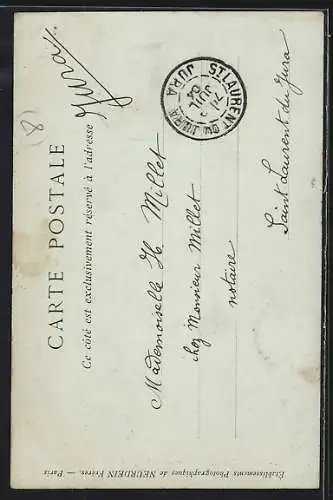 CARTE POSTALE
Ce côté est exclusivement réservé à l'adresse
(8)
Jura
ST LAURENT DU JURA
JURA
Mademoiselle H. Millet
chez Monsieur Millet
notaire
Saint Laurent du Jura
Etablissements Photographiques de NEURDEIN Frères. — Paris